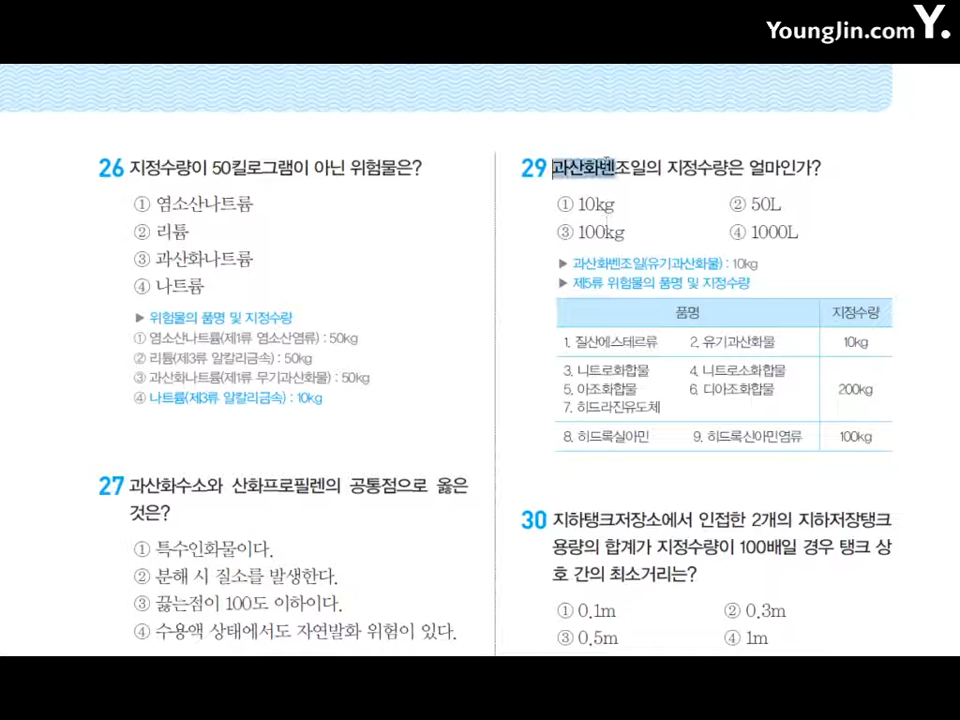 YoungJin.com Y.
26 지정수량이 50킬로그램이 아닌 위험물은?
① 염소산나트륨
② 리튬
③ 과산화나트륨
④ 나트륨
▶ 위험물의 품명 및 지정수량
① 염소산나트륨(제1류 염소산염류) : 50kg
② 리튬(제3류 알칼리금속) : 50kg
③ 과산화나트륨(제1류 무기과산화물) : 50kg
④ 나트륨(제3류 알칼리금속) : 10kg
27 과산화수소와 산화프로필렌의 공통점으로 옳은
것은?
① 특수인화물이다.
② 분해 시 질소를 발생한다.
③ 끓는점이 100도 이하이다.
④ 수용액 상태에서도 자연발화 위험이 있다.
29 과산화벤조일의 지정수량은 얼마인가?
① 10kg ② 50L
③ 100kg ④ 1000L
▶ 과산화벤조일(유기과산화물) : 10kg
▶ 제5류 위험물의 품명 및 지정수량
품명 지정수량
1. 질산에스테르류 2. 유기과산화물 10kg
3. 니트로화합물 4. 니트로소화합물
5. 아조화합물 6. 디아조화합물 200kg
7. 히드라진유도체
8. 히드록실아민 9. 히드록신아민염류 100kg
30 지하탱크저장소에서 인접한 2개의 지하저장탱크
용량의 합계가 지정수량이 100배일 경우 탱크 상
호 간의 최소거리는?
① 0.1m ② 0.3m
③ 0.5m ④ 1m